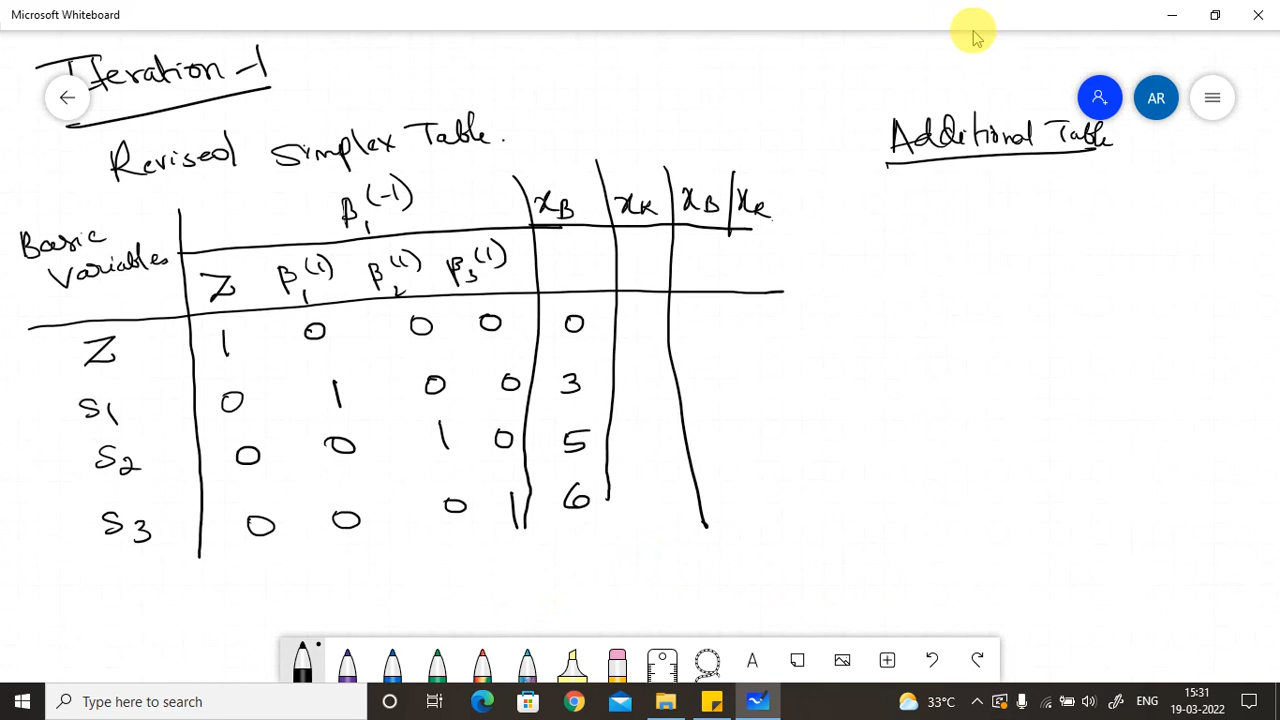 Microsoft Whiteboard
Iteration-1
AR
Additional Table
Revised Simplex Table.
Basic Variables
β₁⁽⁻¹⁾ x_B x_K x_B/x_K
Z β₁⁽¹⁾ β₂⁽¹⁾ β₃⁽¹⁾
Z 1 0 0 0 0
S₁ 0 1 0 0 3
S₂ 0 0 1 0 5
S₃ 0 0 0 1 6
A
Type here to search
33°C
ENG
15:31
19-03-2022